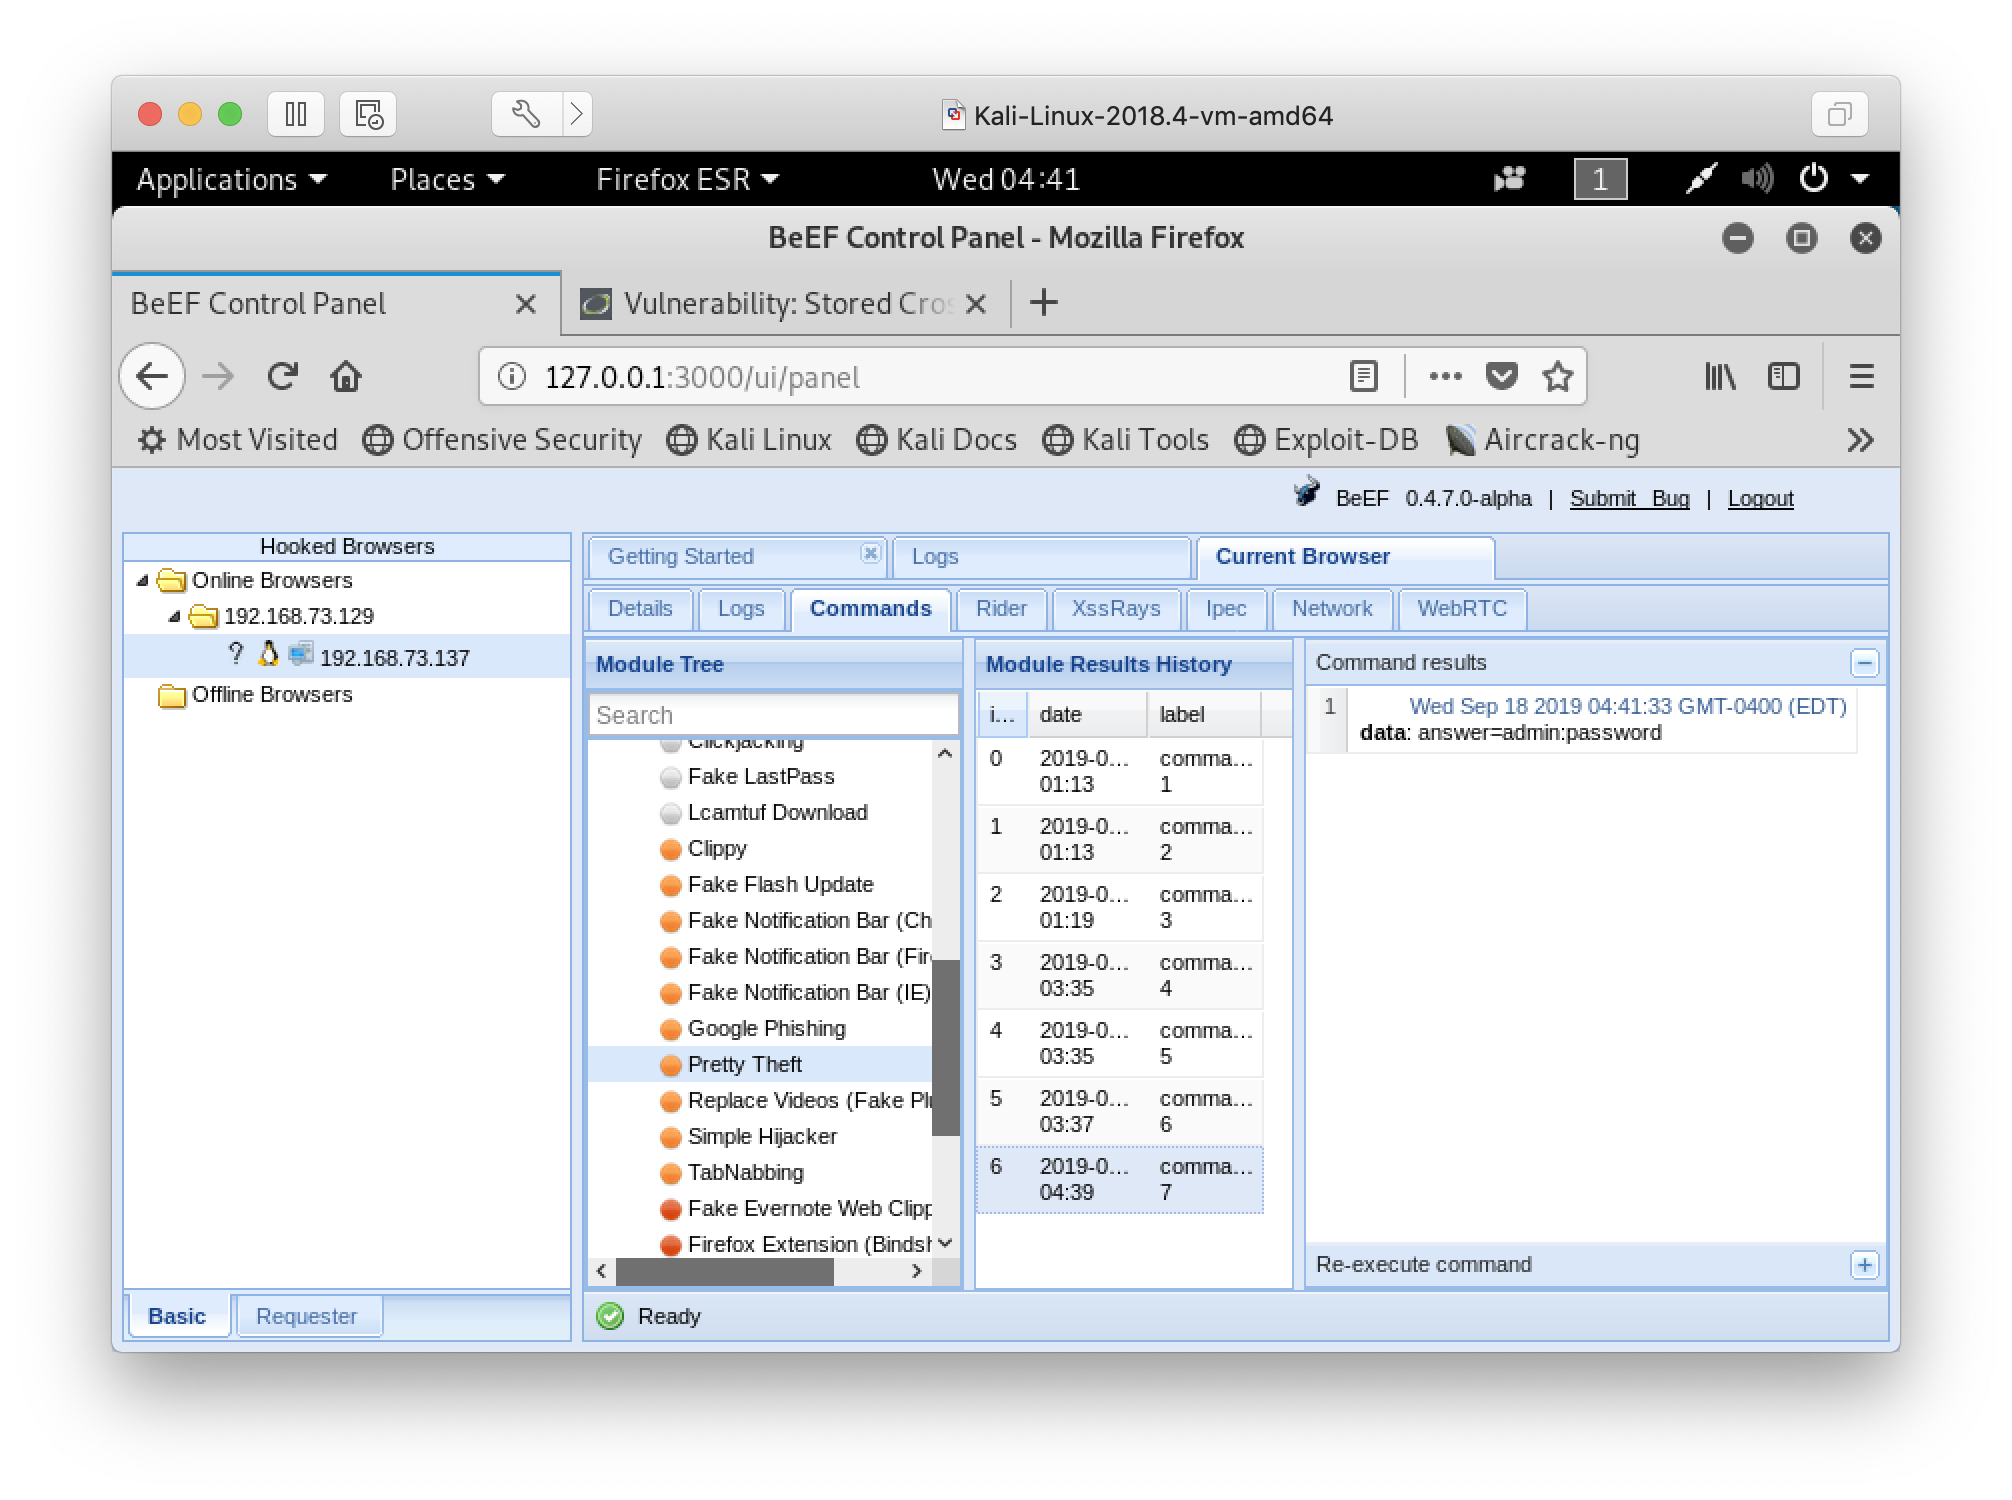 Kali-Linux-2018.4-vm-amd64
Applications Places Firefox ESR Wed 04:41 1
BeEF Control Panel - Mozilla Firefox
BeEF Control Panel Vulnerability: Stored Cros
127.0.0.1:3000/ui/panel
Most Visited Offensive Security Kali Linux Kali Docs Kali Tools Exploit-DB Aircrack-ng
BeEF 0.4.7.0-alpha | Submit Bug | Logout
Hooked Browsers
Online Browsers
192.168.73.129
? 192.168.73.137
Offline Browsers
Basic Requester
Getting Started Logs Current Browser
Details Logs Commands Rider XssRays Ipec Network WebRTC
Module Tree
Search
Clickjacking
Fake LastPass
Lcamtuf Download
Clippy
Fake Flash Update
Fake Notification Bar (Ch
Fake Notification Bar (Fire
Fake Notification Bar (IE)
Google Phishing
Pretty Theft
Replace Videos (Fake Plu
Simple Hijacker
TabNabbing
Fake Evernote Web Clipp
Firefox Extension (Bindsh
Module Results History
i... date label
0 2019-0... comma...
01:13 1
1 2019-0... comma...
01:13 2
2 2019-0... comma...
01:19 3
3 2019-0... comma...
03:35 4
4 2019-0... comma...
03:35 5
5 2019-0... comma...
03:37 6
6 2019-0... comma...
04:39 7
Command results
1 Wed Sep 18 2019 04:41:33 GMT-0400 (EDT)
data: answer=admin:password
Re-execute command
Ready